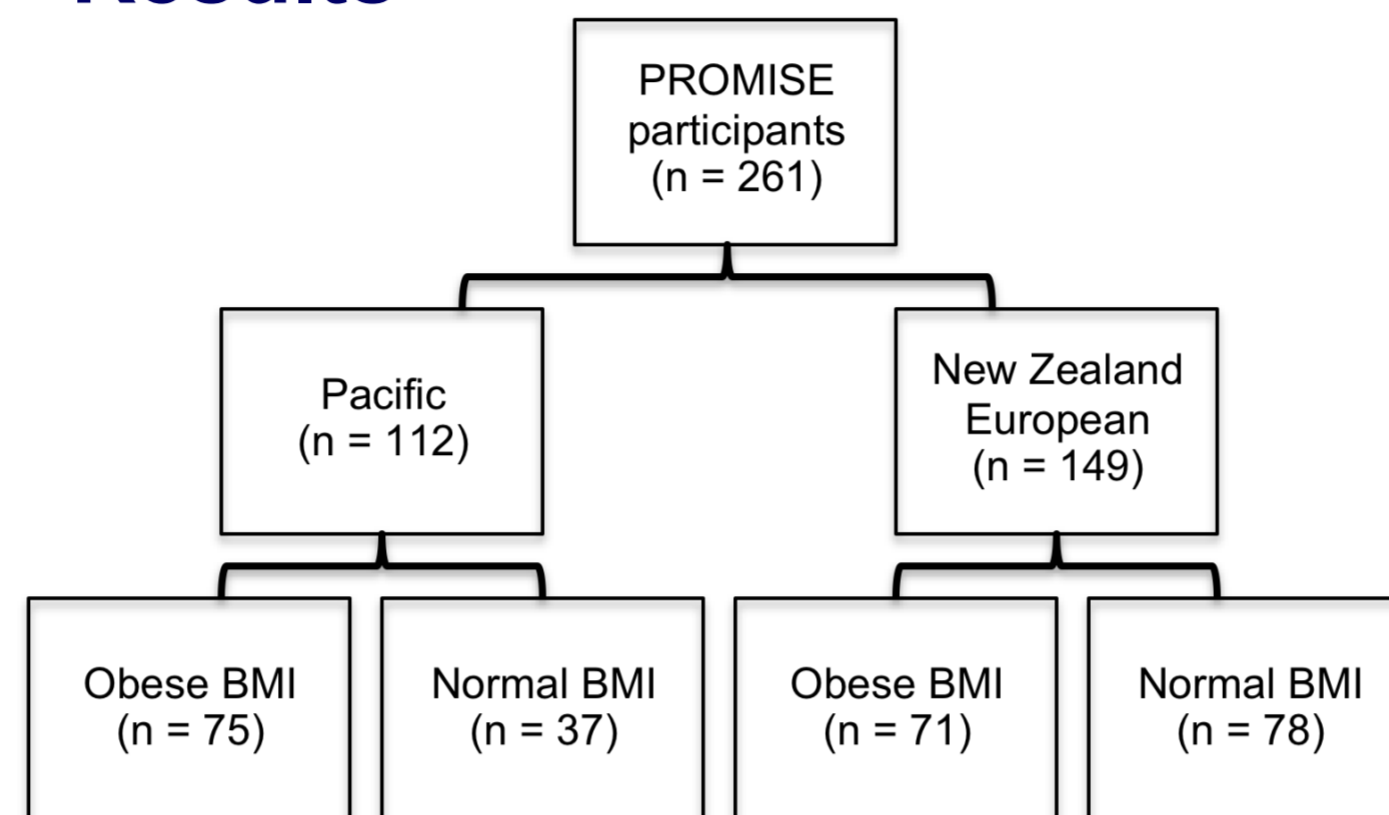 Results
PROMISE
participants
(n = 261)
Pacific
(n = 112)
New Zealand
European
(n = 149)
Obese BMI
(n = 75)
Normal BMI
(n = 37)
Obese BMI
(n = 71)
Normal BMI
(n = 78)